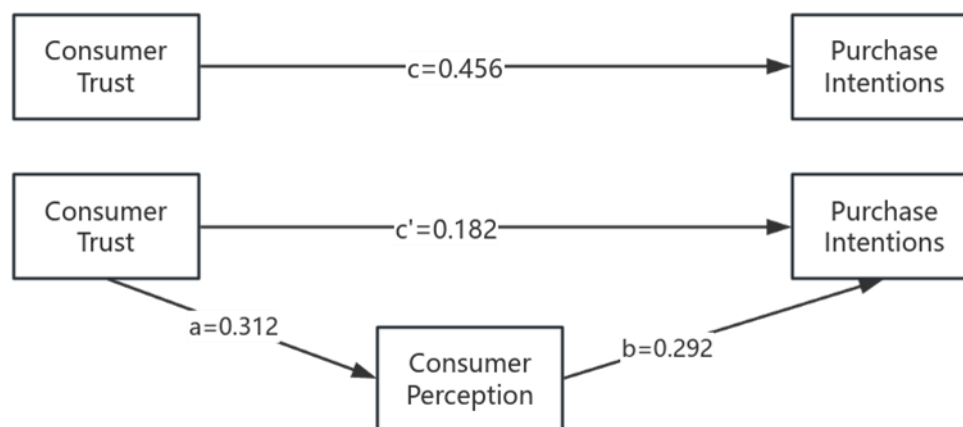 Consumer
Trust
c=0.456
Purchase
Intentions
Consumer
Trust
c'=0.182
Purchase
Intentions
a=0.312
Consumer
Perception
b=0.292